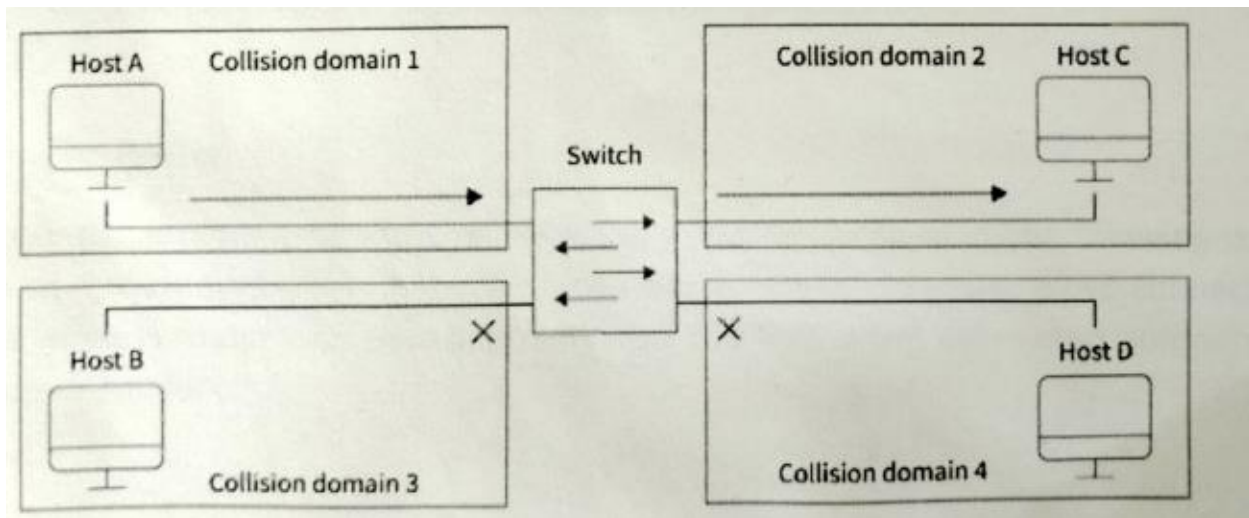 Host A
Collision domain 1
Collision domain 2
Host C
Switch
Host B
Collision domain 3
Host D
Collision domain 4